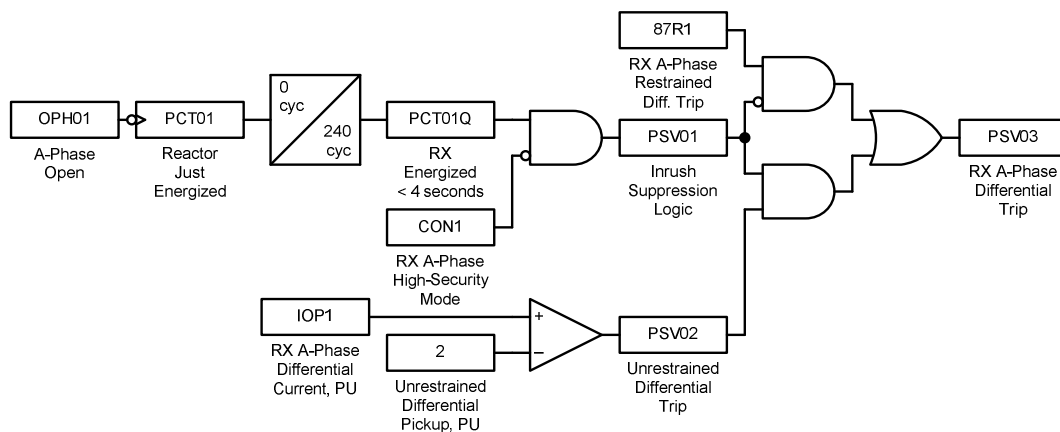 87R1
RX A-Phase
Restrained
Diff. Trip
0
cyc
240
cyc
OPH01
A-Phase
Open
PCT01
Reactor
Just
Energized
PCT01Q
RX
Energized
< 4 seconds
PSV01
Inrush
Suppression
Logic
PSV03
RX A-Phase
Differential
Trip
CON1
RX A-Phase
High-Security
Mode
IOP1
RX A-Phase
Differential
Current, PU
+
–
2
Unrestrained
Differential
Pickup, PU
PSV02
Unrestrained
Differential
Trip